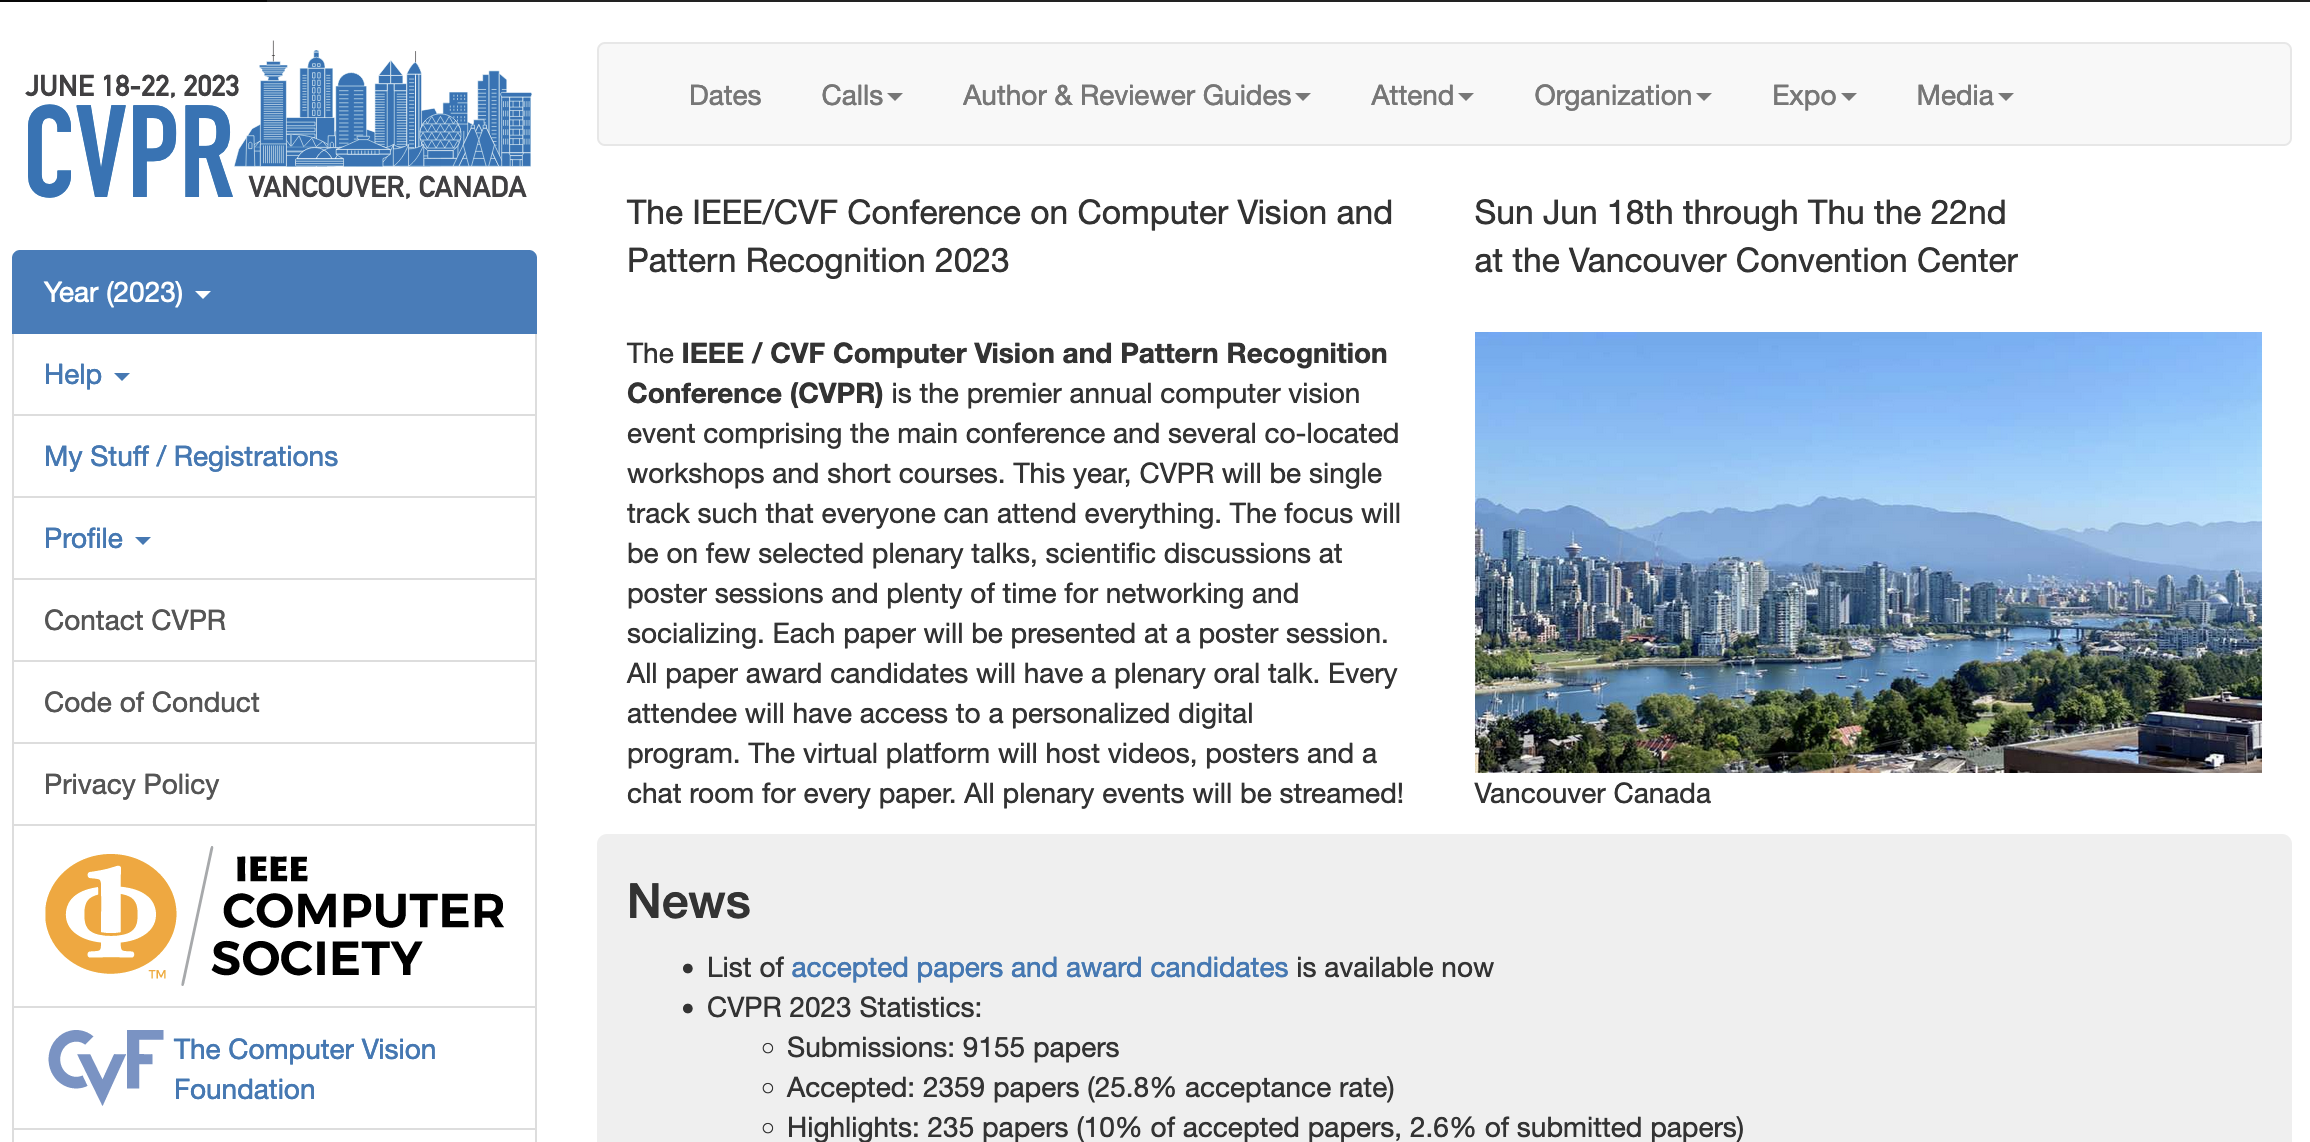 JUNE 18-22, 2023
CVPR
VANCOUVER, CANADA
Year (2023)
Help
My Stuff / Registrations
Profile
Contact CVPR
Code of Conduct
Privacy Policy
IEEE
COMPUTER
SOCIETY
TM
CVF
The Computer Vision
Foundation
Dates Calls Author & Reviewer Guides Attend Organization Expo Media
The IEEE/CVF Conference on Computer Vision and
Pattern Recognition 2023
The IEEE / CVF Computer Vision and Pattern Recognition
Conference (CVPR) is the premier annual computer vision
event comprising the main conference and several co-located
workshops and short courses. This year, CVPR will be single
track such that everyone can attend everything. The focus will
be on few selected plenary talks, scientific discussions at
poster sessions and plenty of time for networking and
socializing. Each paper will be presented at a poster session.
All paper award candidates will have a plenary oral talk. Every
attendee will have access to a personalized digital
program. The virtual platform will host videos, posters and a
chat room for every paper. All plenary events will be streamed!
Sun Jun 18th through Thu the 22nd
at the Vancouver Convention Center
Vancouver Canada
News
List of accepted papers and award candidates is available now
CVPR 2023 Statistics:
Submissions: 9155 papers
Accepted: 2359 papers (25.8% acceptance rate)
Highlights: 235 papers (10% of accepted papers, 2.6% of submitted papers)